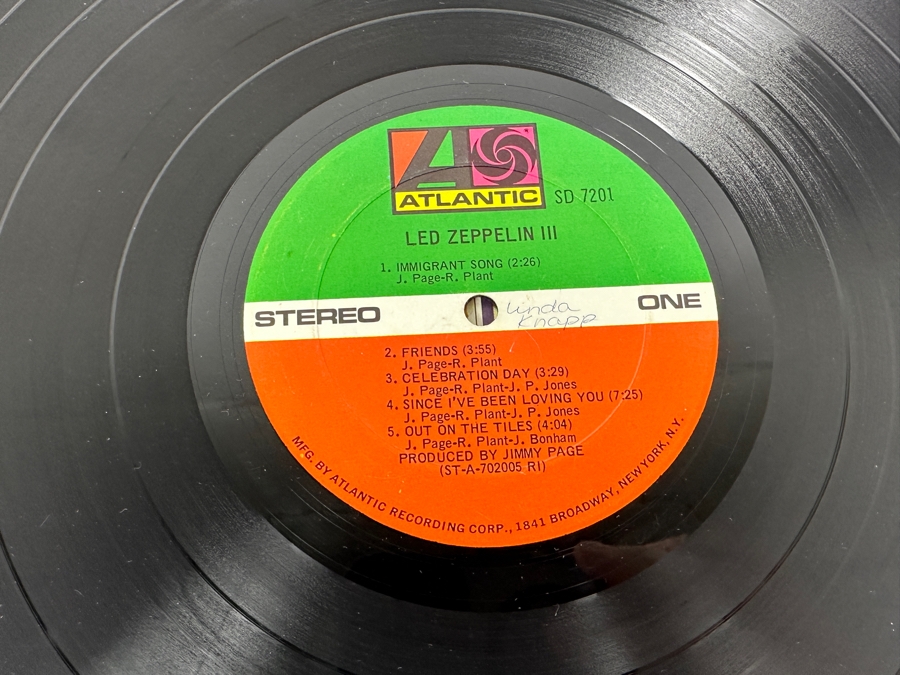 ATLANTIC SD 7201
LED ZEPPELIN III
1. IMMIGRANT SONG (2:26)
J. Page-R. Plant
STEREO Linda ONE
Knapp
2. FRIENDS (3:55)
J. Page-R. Plant
3. CELEBRATION DAY (3:29)
J. Page-R. Plant-J. P. Jones
4. SINCE I'VE BEEN LOVING YOU (7:25)
J. Page-R. Plant-J. P. Jones
5. OUT ON THE TILES (4:04)
J. Page-R. Plant-J. Bonham
PRODUCED BY JIMMY PAGE
(ST-A-702005 RI)
MFG. BY ATLANTIC RECORDING CORP., 1841 BROADWAY, NEW YORK, N.Y.